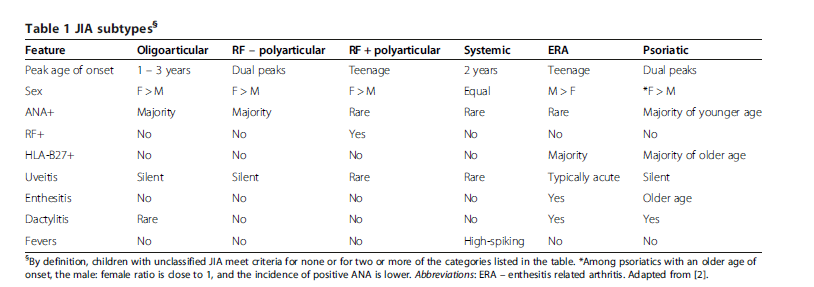 Table 1 JIA subtypes§
Feature Oligoarticular RF – polyarticular RF + polyarticular Systemic ERA Psoriatic
Peak age of onset 1 – 3 years Dual peaks Teenage 2 years Teenage Dual peaks
Sex F > M F > M F > M Equal M > F *F > M
ANA+ Majority Majority Rare Rare Rare Majority of younger age
RF+ No No Yes No No No
HLA-B27+ No No No No Majority Majority of older age
Uveitis Silent Silent Rare Rare Typically acute Silent
Enthesitis No No No No Yes Older age
Dactylitis Rare No No No Yes Yes
Fevers No No No High-spiking No No
§By definition, children with unclassified JIA meet criteria for none or for two or more of the categories listed in the table. *Among psoriatics with an older age of
onset, the male: female ratio is close to 1, and the incidence of positive ANA is lower. Abbreviations: ERA – enthesitis related arthritis. Adapted from [2].